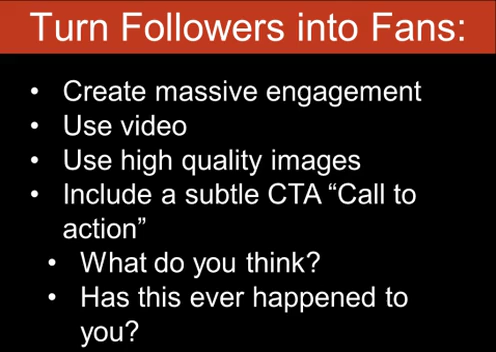 Turn Followers into Fans:
• Create massive engagement
• Use video
• Use high quality images
• Include a subtle CTA “Call to
action”
• What do you think?
• Has this ever happened to
you?